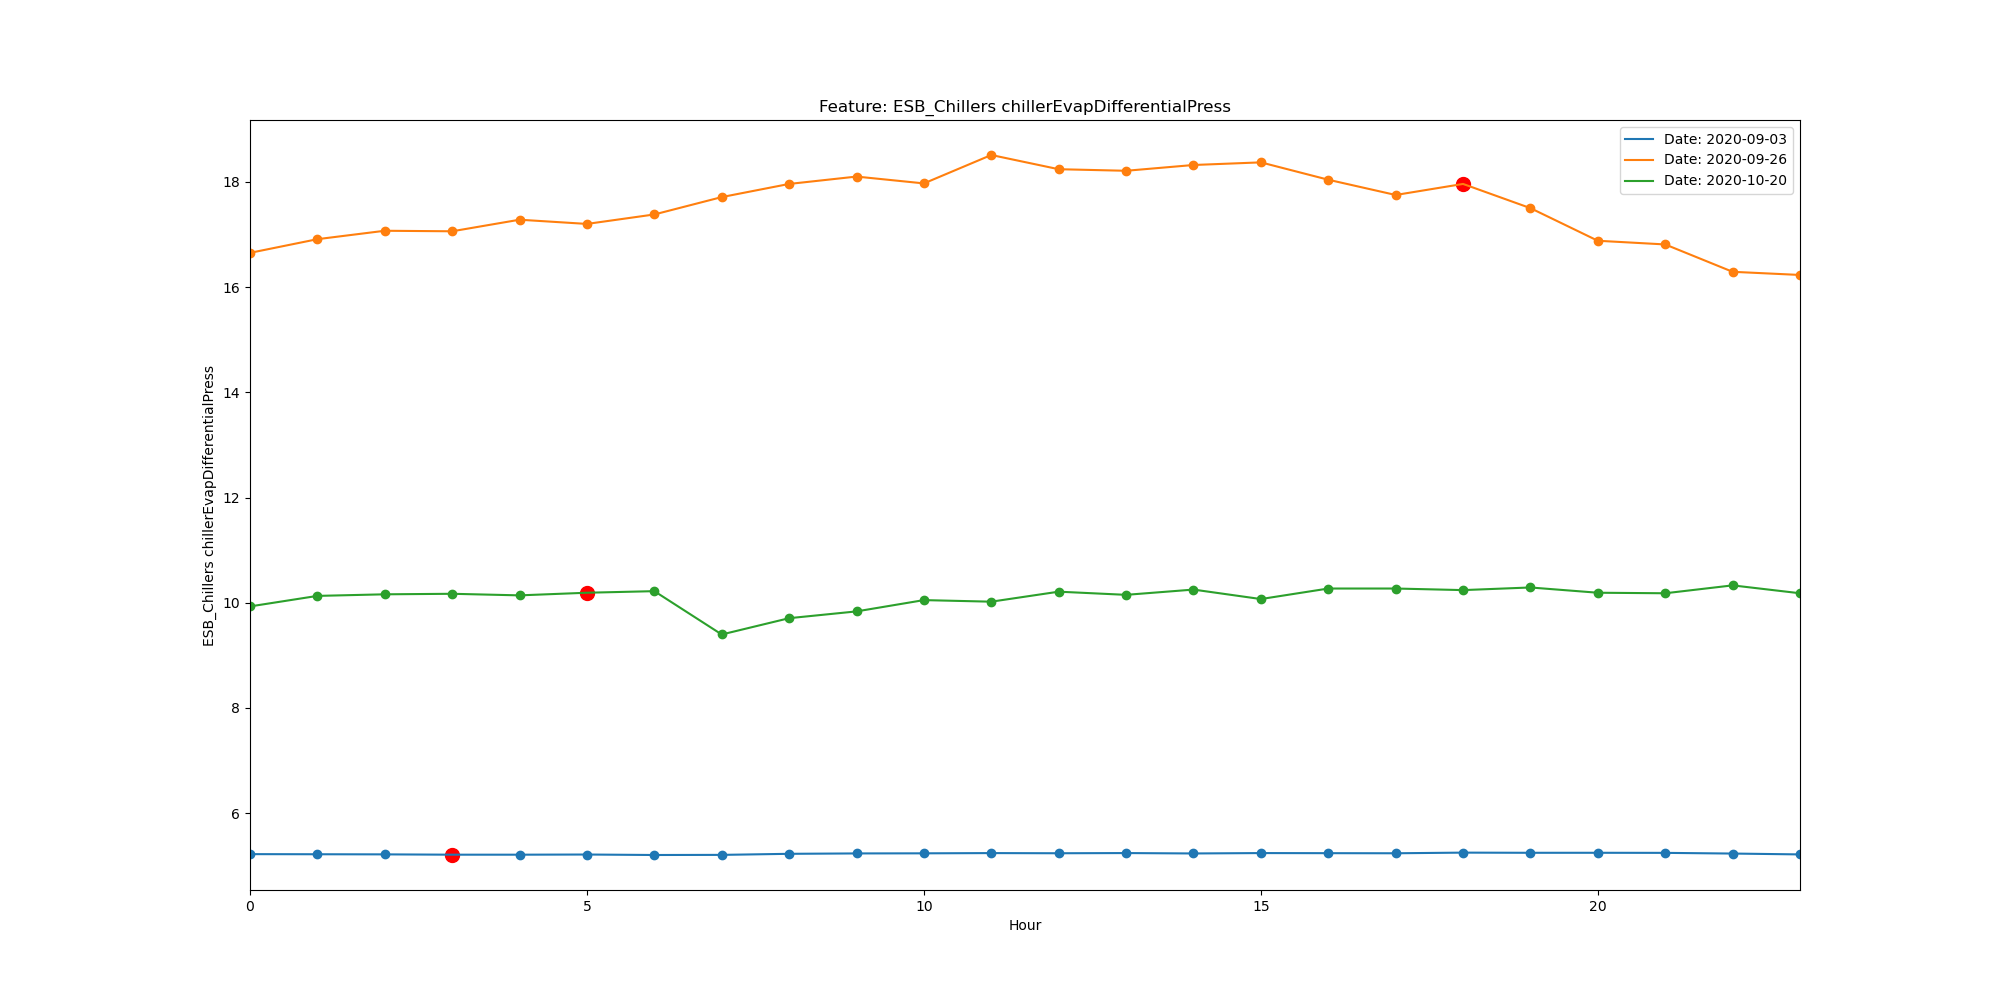 Feature: ESB_Chillers chillerEvapDifferentialPress
Date: 2020-09-03
Date: 2020-09-26
Date: 2020-10-20
ESB_Chillers chillerEvapDifferentialPress
18
16
14
12
10
8
6
0 5 10 15 20
Hour